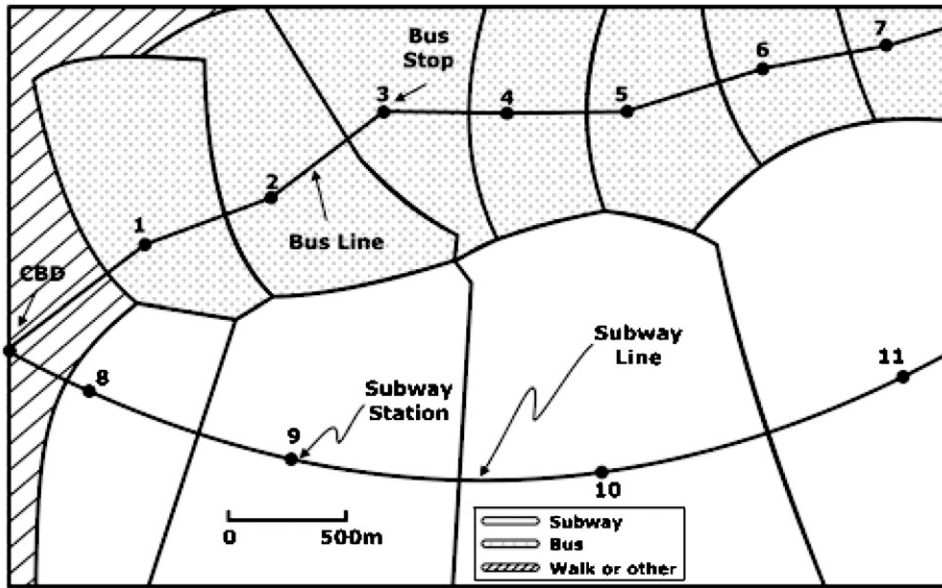 7
Bus
Stop
6
3
4
5
2
1
Bus Line
CBD
Subway
Line
11
8
Subway
Station
9
10
0 500m
Subway
Bus
Walk or other